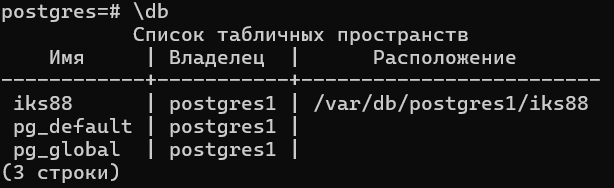 postgres=# \db
Список табличных пространств
Имя | Владелец | Расположение
------------+-----------+--------------------------
iks88 | postgres1 | /var/db/postgres1/iks88
pg_default | postgres1 |
pg_global | postgres1 |
(3 строки)